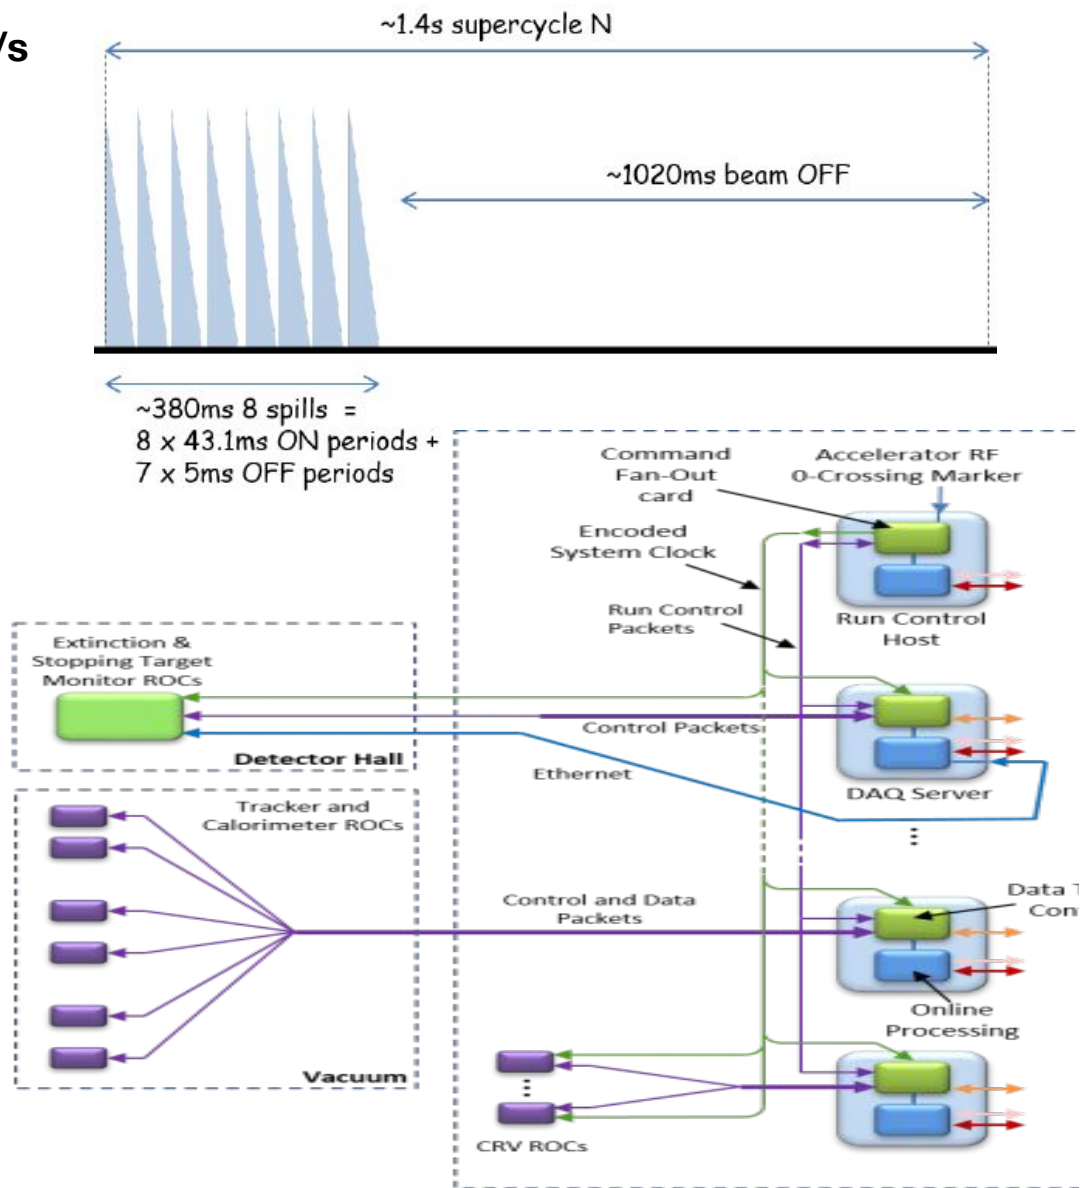 /s
~1.4s supercycle N
~1020ms beam OFF
~380ms 8 spills =
8 x 43.1ms ON periods +
7 x 5ms OFF periods
Command
Fan-Out
card
Accelerator RF
0-Crossing Marker
Encoded
System Clock
Run Control
Packets
Run Control
Host
Extinction &
Stopping Target
Monitor ROCs
Control Packets
Detector Hall
Ethernet
DAQ Server
Tracker and
Calorimeter ROCs
Control and Data
Packets
Data T
Con
Online
Processing
Vacuum
CRV ROCs